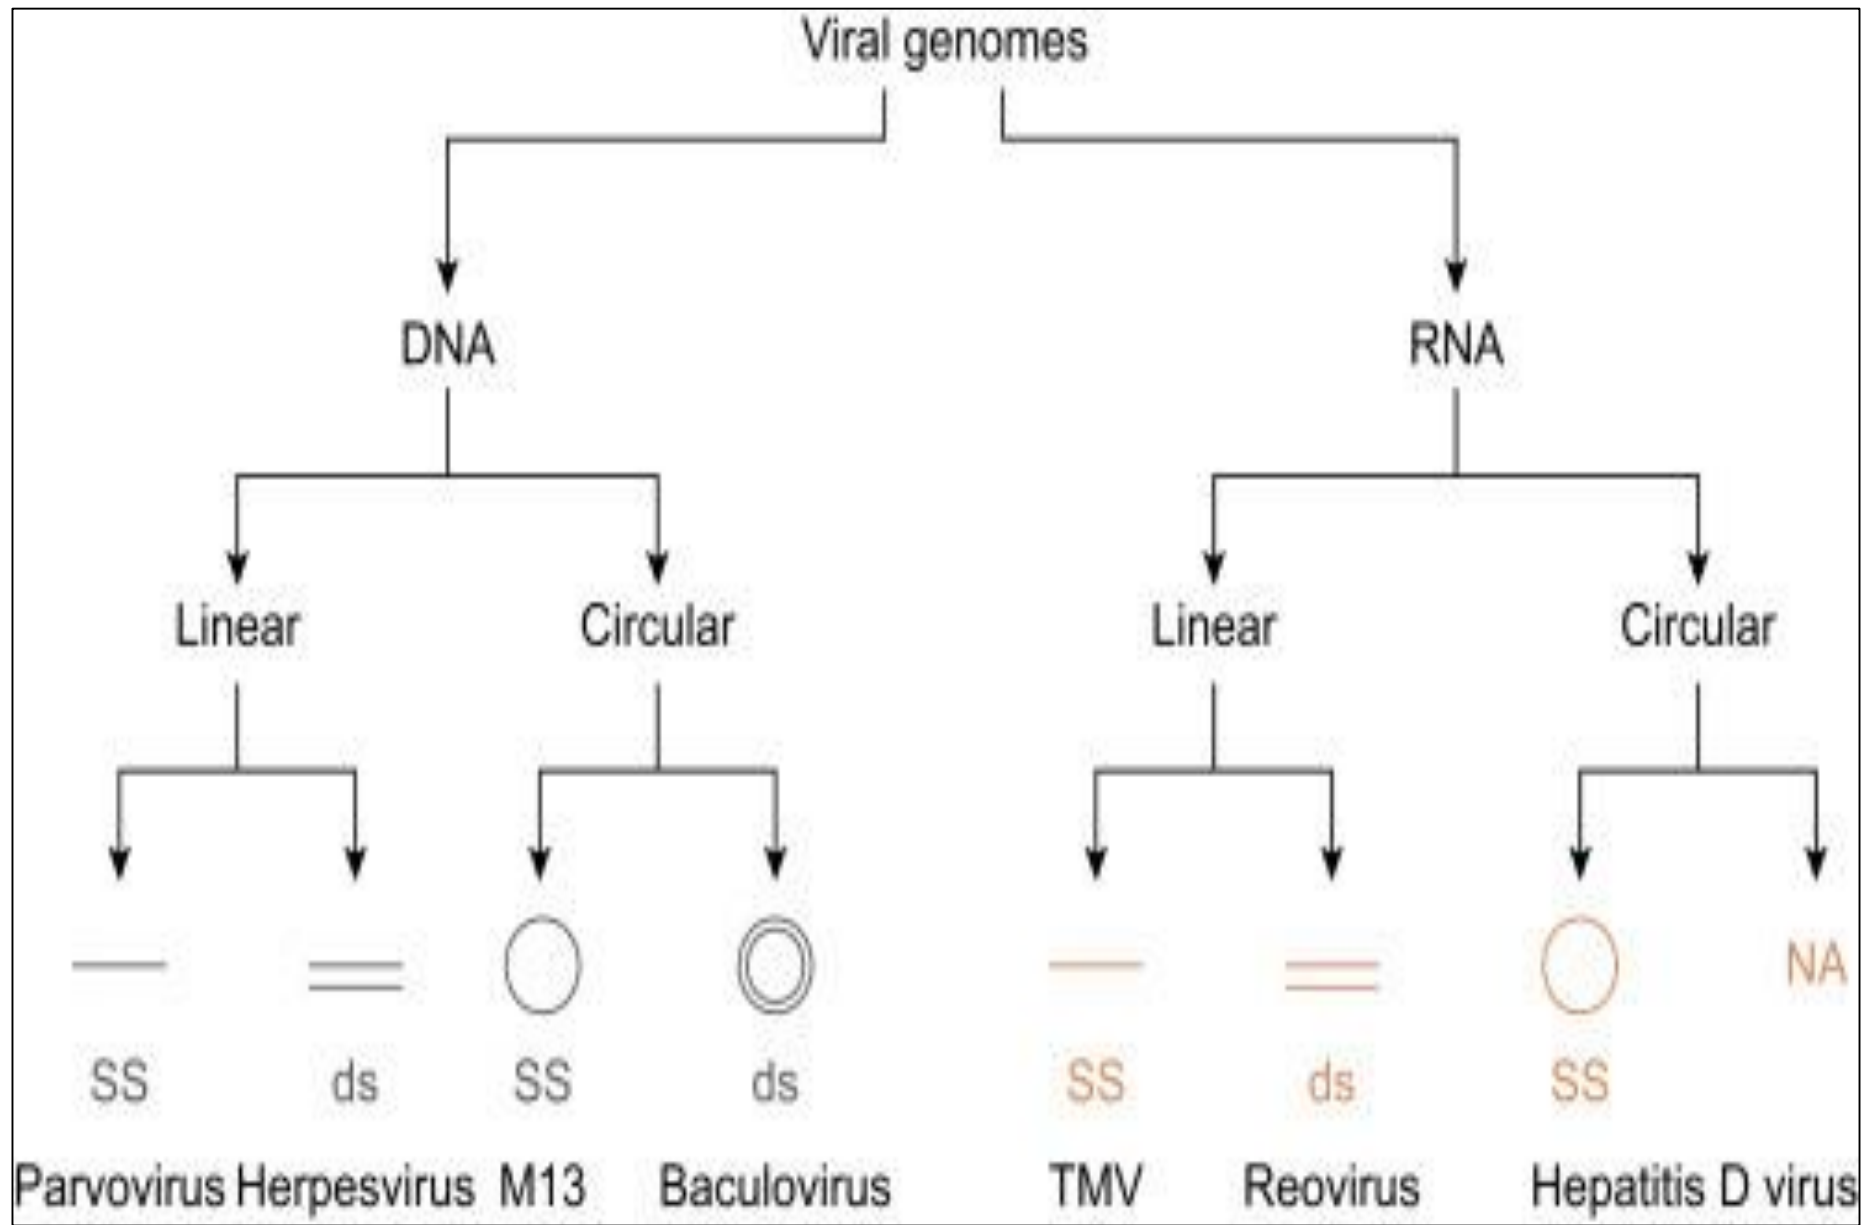 Viral genomes
DNA RNA
Linear Circular Linear Circular
NA
SS ds SS ds SS ds SS
Parvovirus Herpesvirus M13 Baculovirus TMV Reovirus Hepatitis D virus